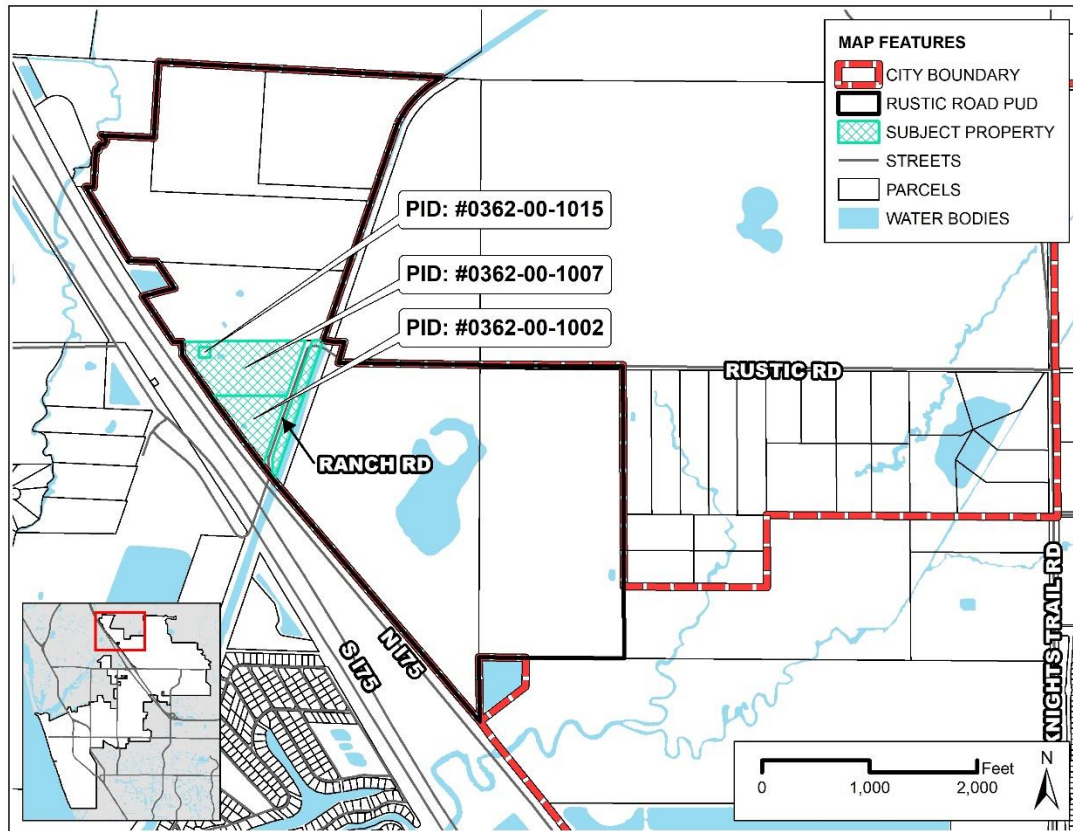 MAP FEATURES
CITY BOUNDARY
RUSTIC ROAD PUD
SUBJECT PROPERTY
STREETS
PARCELS
WATER BODIES
PID: #0362-00-1015
PID: #0362-00-1007
PID: #0362-00-1002
RUSTIC RD
RANCH RD
N I75
S I75
KNIGHTS TRAIL RD
Feet
0 1,000 2,000
N